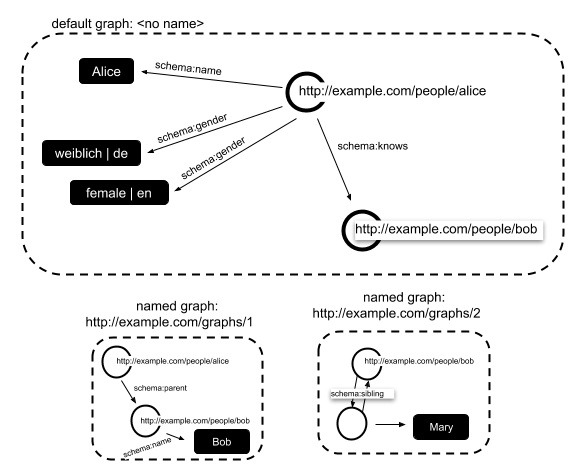 default graph: <no name>
Alice
schema:name
http://example.com/people/alice
schema:gender
weiblich | de
schema:gender
female | en
schema:knows
http://example.com/people/bob
named graph:
http://example.com/graphs/1
http://example.com/people/alice
schema:parent
http://example.com/people/bob
schema:name
Bob
named graph:
http://example.com/graphs/2
http://example.com/people/bob
schema:sibling
Mary